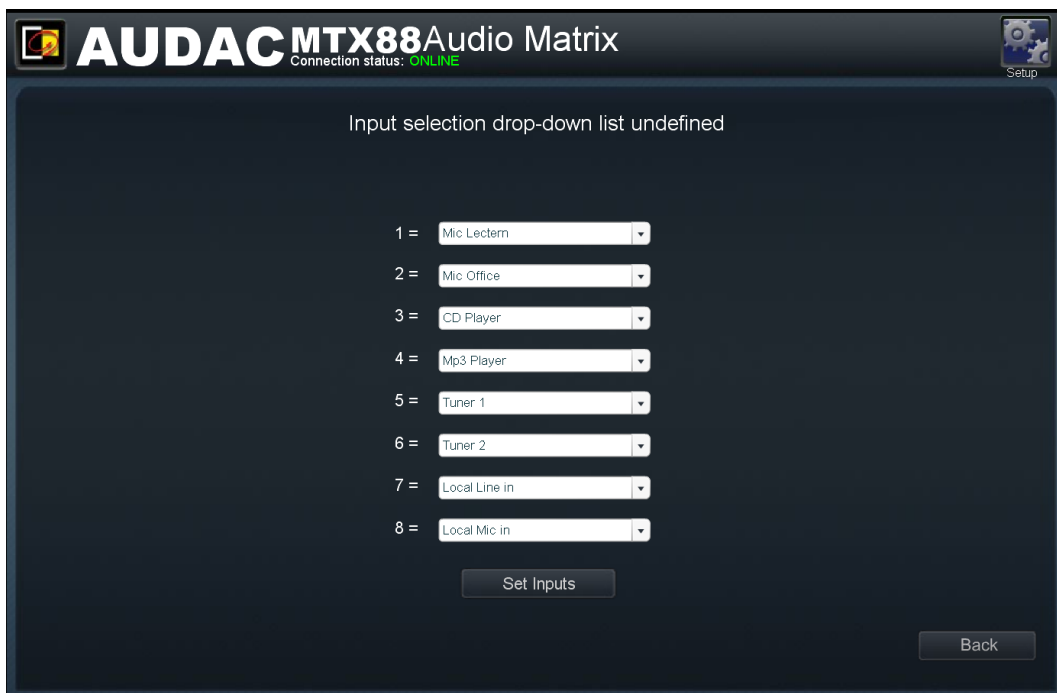 AUDAC MTX88 Audio Matrix
Connection status: ONLINE
Setup
Input selection drop-down list undefined
1 = Mic Lectern
2 = Mic Office
3 = CD Player
4 = Mp3 Player
5 = Tuner 1
6 = Tuner 2
7 = Local Line in
8 = Local Mic in
Set Inputs
Back